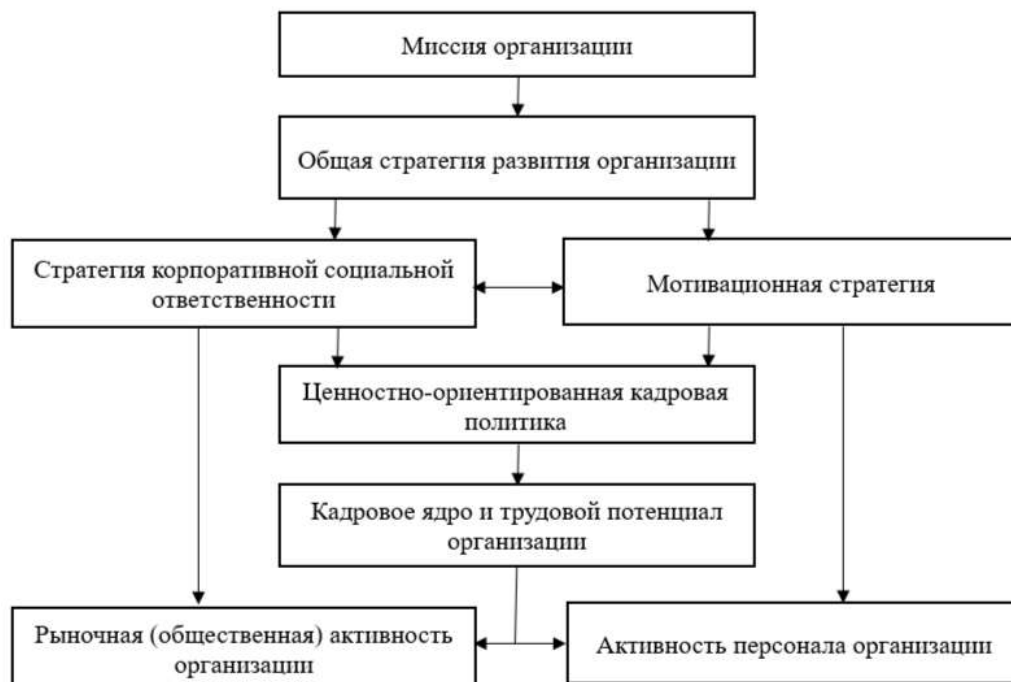 Миссия организации
Общая стратегия развития организации
Стратегия корпоративной социальной
ответственности
Мотивационная стратегия
Ценностно-ориентированная кадровая
политика
Кадровое ядро и трудовой потенциал
организации
Рыночная (общественная) активность
организации
Активность персонала организации